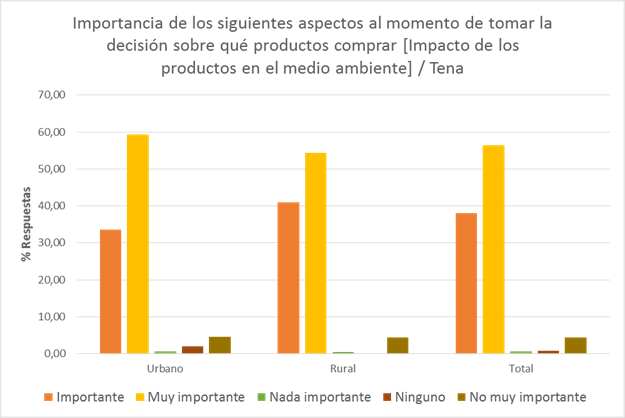 Importancia de los siguientes aspectos al momento de tomar la
decisión sobre qué productos comprar [Impacto de los
productos en el medio ambiente] / Tena
70,00
60,00
50,00
40,00
30,00
20,00
10,00
0,00
% Respuestas
Urbano Rural Total
Importante Muy importante Nada importante Ninguno No muy importante